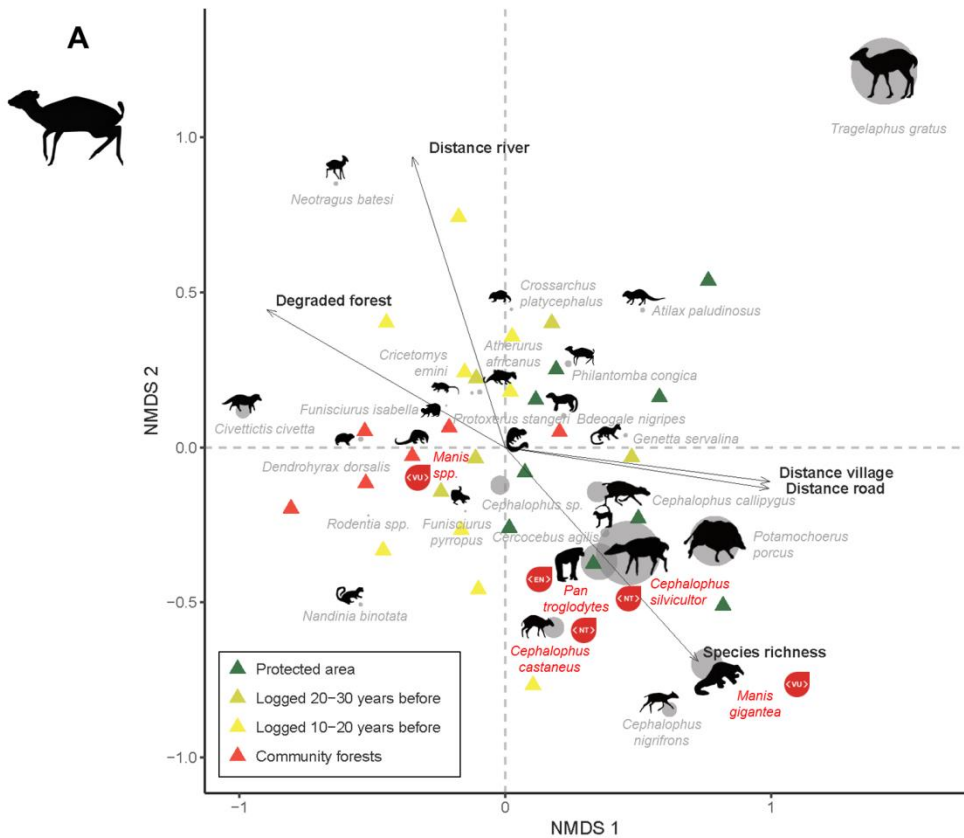 A
Tragelaphus gratus
1.0
Distance river
Neotragus batesi
0.5
Degraded forest
Crossarchus
platycephalus
Atilax paludinosus
Cricetomys
emini
Atherurus
africanus
Philantomba congica
Funisciurus isabella
Protoxerus stangeri
Bdeogale nigripes
Civettictis civetta
0.0
Genetta servalina
Dendrohyrax dorsalis
Manis
spp.
<VU>
Distance village
Distance road
Cephalophus sp.
Cephalophus callipygus
Rodentia spp.
Funisciurus
pyrropus
Cercocebus agilis
Potamochoerus
porcus
−0.5
Nandinia binotata
<EN>
Pan
troglodytes
<NT>
Cephalophus
silvicultor
<NT>
Cephalophus
castaneus
Species richness
Manis
gigantea
<VU>
Cephalophus
nigrifrons
Protected area
Logged 20−30 years before
Logged 10−20 years before
Community forests
−1.0
−1
0
1
NMDS 1
NMDS 2